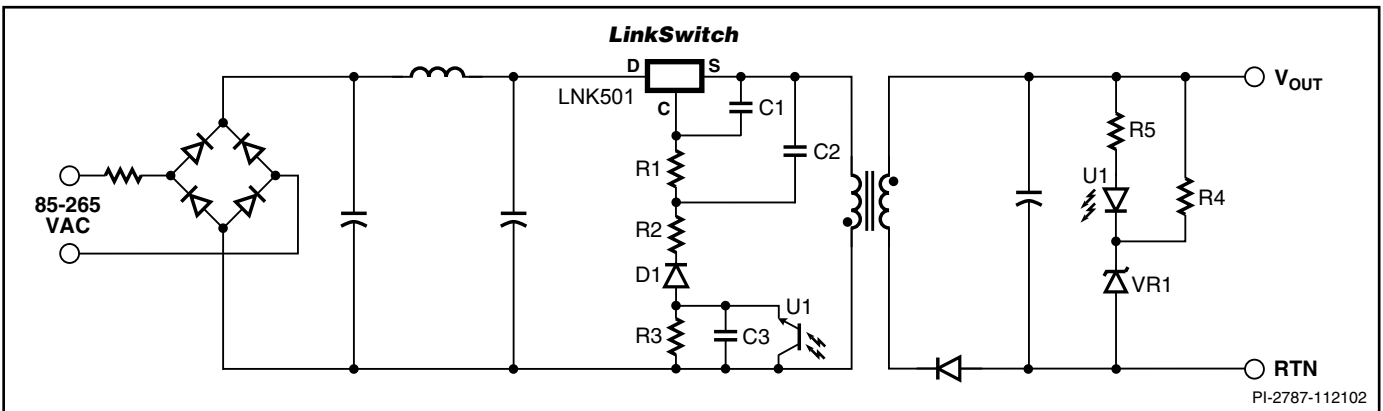 LinkSwitch
D
S
LNK501
C
C1
C2
R1
R2
D1
R3
C3
U1
85-265
VAC
V_OUT
R5
U1
R4
VR1
RTN
PI-2787-112102